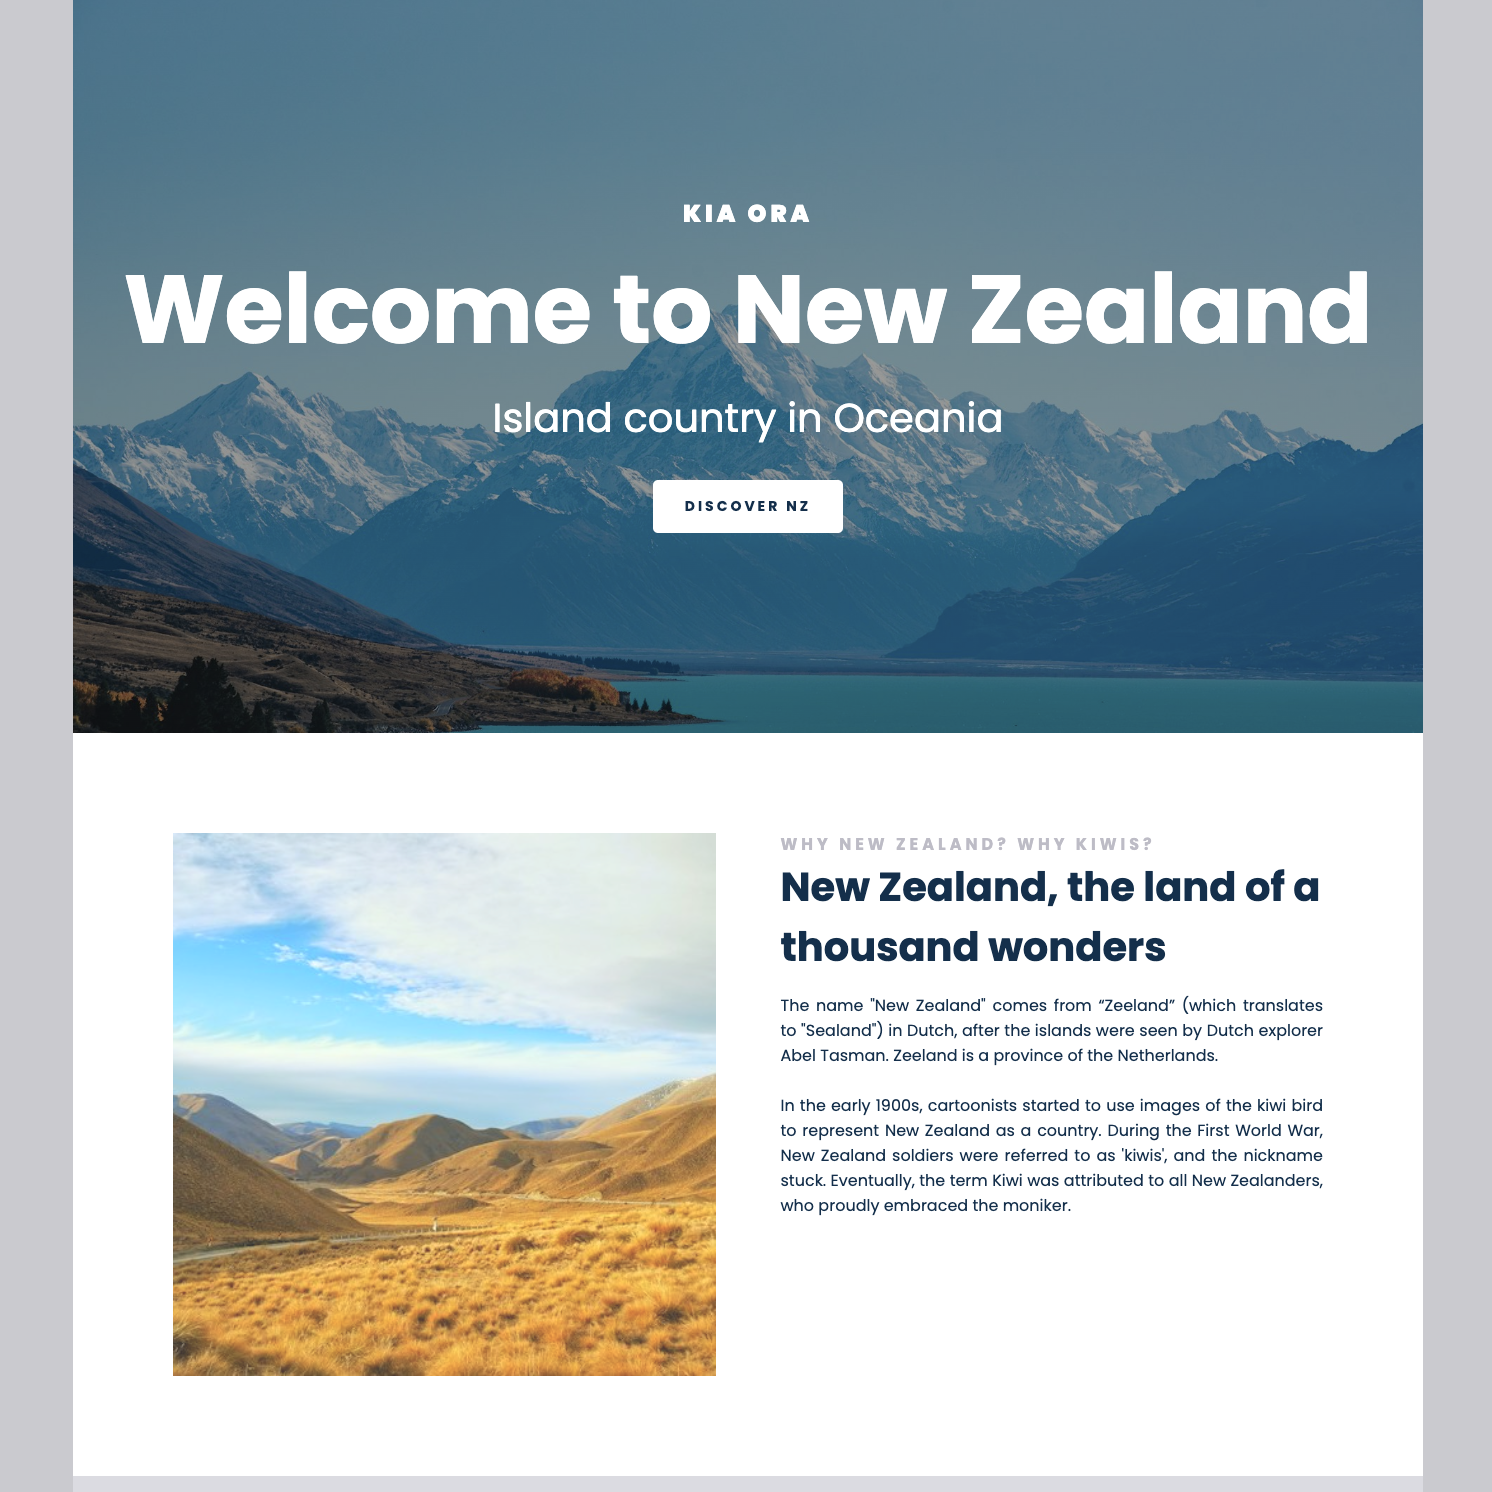 KIA ORA
Welcome to New Zealand
Island country in Oceania
DISCOVER NZ
WHY NEW ZEALAND? WHY KIWIS?
New Zealand, the land of a
thousand wonders
The name "New Zealand" comes from “Zeeland” (which translates
to "Sealand") in Dutch, after the islands were seen by Dutch explorer
Abel Tasman. Zeeland is a province of the Netherlands.
In the early 1900s, cartoonists started to use images of the kiwi bird
to represent New Zealand as a country. During the First World War,
New Zealand soldiers were referred to as 'kiwis', and the nickname
stuck. Eventually, the term Kiwi was attributed to all New Zealanders,
who proudly embraced the moniker.